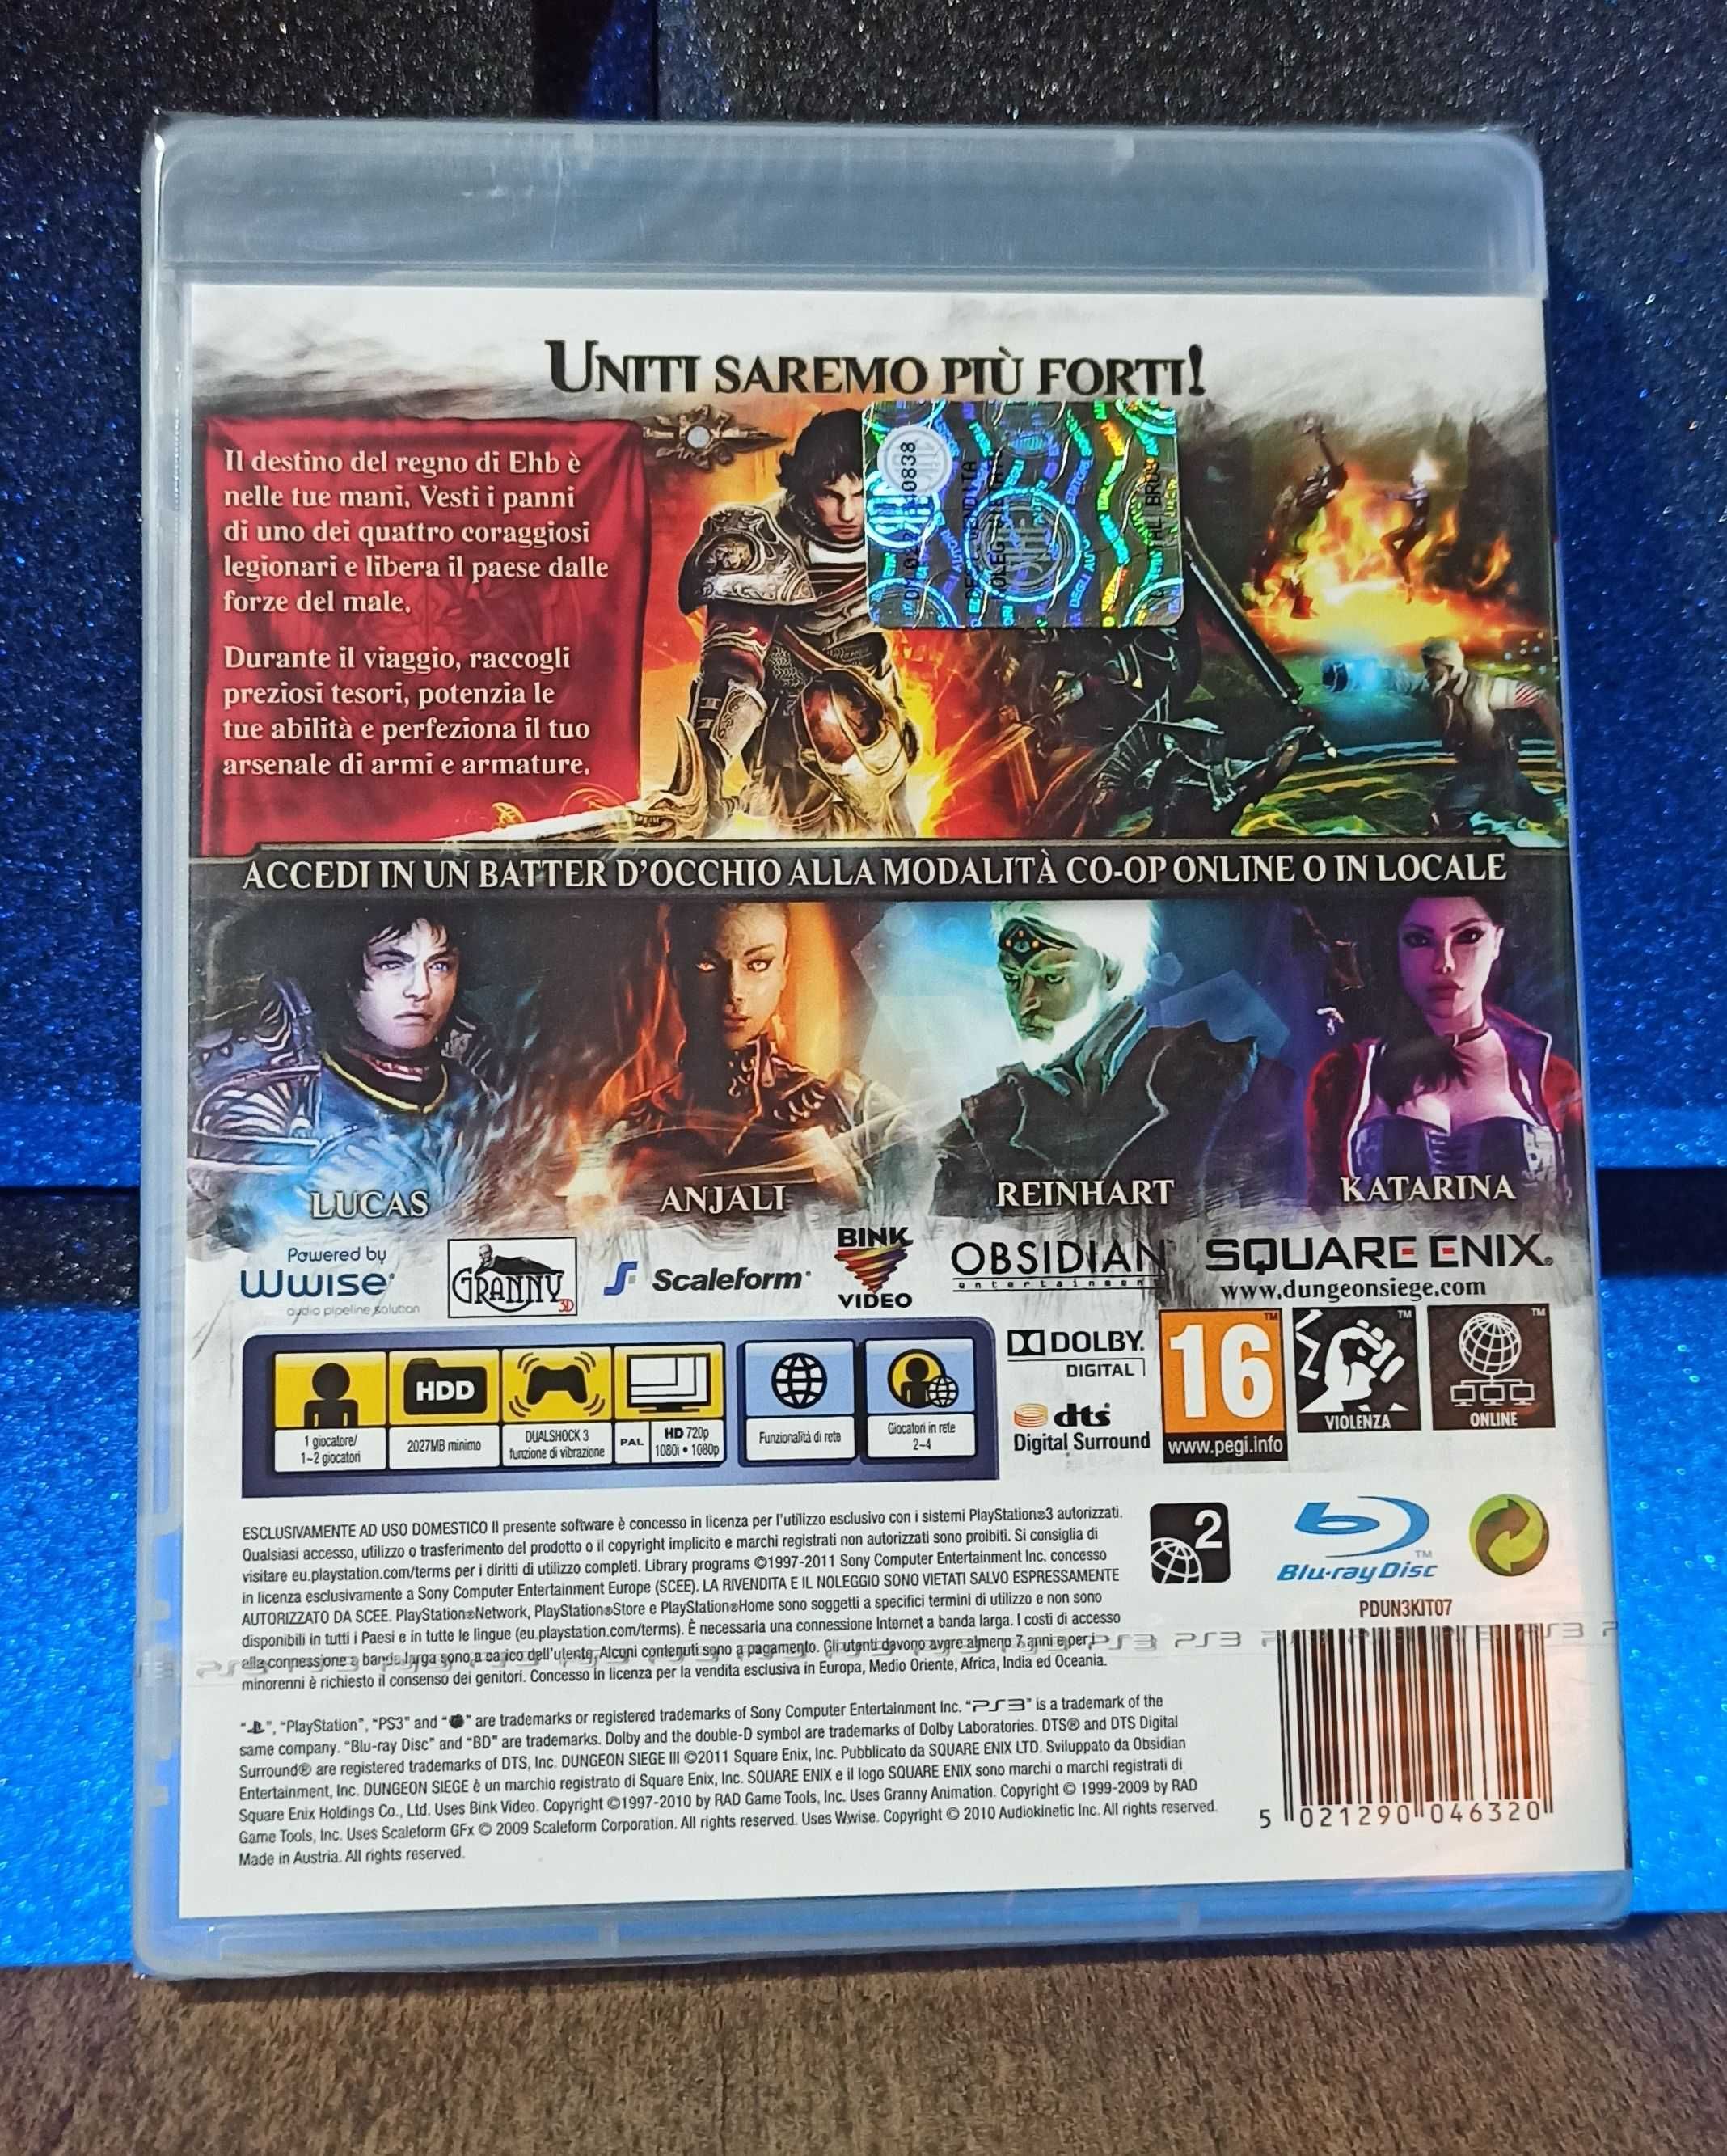 UNITI SAREMO PIÙ FORTI!
Il destino del regno di Ehb è
nelle tue mani. Vesti i panni
di uno dei quattro coraggiosi
legionari e libera il paese dalle
forze del male.
Durante il viaggio, raccogli
preziosi tesori, potenzia le
tue abilità e perfeziona il tuo
arsenale di armi e armature.
0838
ACCEDI IN UN BATTER D'OCCHIO ALLA MODALITÀ CO-OP ONLINE O IN LOCALE
LUCAS
ANJALI
REINHART
KATARINA
Powered by
Wwise
audio pipeline solution
GRANNY 3D
Scaleform
BINK
VIDEO
OBSIDIAN
entertainment
SQUARE ENIX.
www.dungeonsiege.com
1 giocatore/
1~2 giocatori
HDD
2027MB minimo
DUALSHOCK 3
funzione di vibrazione
PAL
HD 720p
1080i • 1080p
Funzionalità di rete
Giocatori in rete
2~4
DOLBY.
DIGITAL
dts
Digital Surround
16
www.pegi.info
VIOLENZA
ONLINE
ESCLUSIVAMENTE AD USO DOMESTICO Il presente software è concesso in licenza per l'utilizzo esclusivo con i sistemi PlayStation®3 autorizzati.
Qualsiasi accesso, utilizzo o trasferimento del prodotto o il copyright implicito e marchi registrati non autorizzati sono proibiti. Si consiglia di
visitare eu.playstation.com/terms per i diritti di utilizzo completi. Library programs ©1997-2011 Sony Computer Entertainment Inc. concesso
in licenza esclusivamente a Sony Computer Entertainment Europe (SCEE). LA RIVENDITA E IL NOLEGGIO SONO VIETATI SALVO ESPRESSAMENTE
AUTORIZZATO DA SCEE. PlayStation®Network, PlayStation®Store e PlayStation®Home sono soggetti a specifici termini di utilizzo e non sono
disponibili in tutti i Paesi e in tutte le lingue (eu.playstation.com/terms). È necessaria una connessione Internet a banda larga. I costi di accesso
alla connessione a banda larga sono a carico dell'utente. Alcuni contenuti sono a pagamento. Gli utenti devono avere almeno 7 anni e per i
minorenni è richiesto il consenso dei genitori. Concesso in licenza per la vendita esclusiva in Europa, Medio Oriente, Africa, India ed Oceania.
2
Blu-ray Disc
PDUN3KIT07
PS3 PS3
"PlayStation", "PS3" and " " are trademarks or registered trademarks of Sony Computer Entertainment Inc. "PS3" is a trademark of the
same company. "Blu-ray Disc" and "BD" are trademarks. Dolby and the double-D symbol are trademarks of Dolby Laboratories. DTS® and DTS Digital
Surround® are registered trademarks of DTS, Inc. DUNGEON SIEGE III ©2011 Square Enix, Inc. Pubblicato da SQUARE ENIX LTD. Sviluppato da Obsidian
Entertainment, Inc. DUNGEON SIEGE è un marchio registrato di Square Enix, Inc. SQUARE ENIX e il logo SQUARE ENIX sono marchi o marchi registrati di
Square Enix Holdings Co., Ltd. Uses Bink Video. Copyright ©1997-2010 by RAD Game Tools, Inc. Uses Granny Animation. Copyright © 1999-2009 by RAD
Game Tools, Inc. Uses Scaleform GFx © 2009 Scaleform Corporation. All rights reserved. Uses Wwise. Copyright © 2010 Audiokinetic Inc. All rights reserved.
Made in Austria. All rights reserved.
5 021290 046320